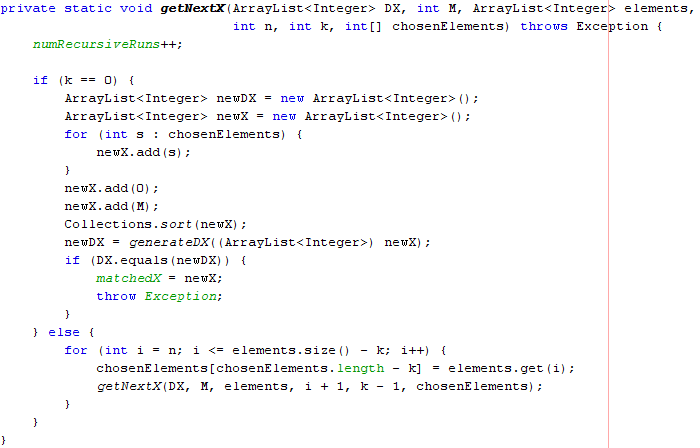 private static void getNextX(ArrayList<Integer> DX, int M, ArrayList<Integer> elements,
                             int n, int k, int[] chosenElements) throws Exception {
    numRecursiveRuns++;

    if (k == 0) {
        ArrayList<Integer> newDX = new ArrayList<Integer>();
        ArrayList<Integer> newX = new ArrayList<Integer>();
        for (int s : chosenElements) {
            newX.add(s);
        }
        newX.add(0);
        newX.add(M);
        Collections.sort(newX);
        newDX = generateDX((ArrayList<Integer>) newX);
        if (DX.equals(newDX)) {
            matchedX = newX;
            throw Exception;
        }
    } else {
        for (int i = n; i <= elements.size() - k; i++) {
            chosenElements[chosenElements.length - k] = elements.get(i);
            getNextX(DX, M, elements, i + 1, k - 1, chosenElements);
        }
    }
}